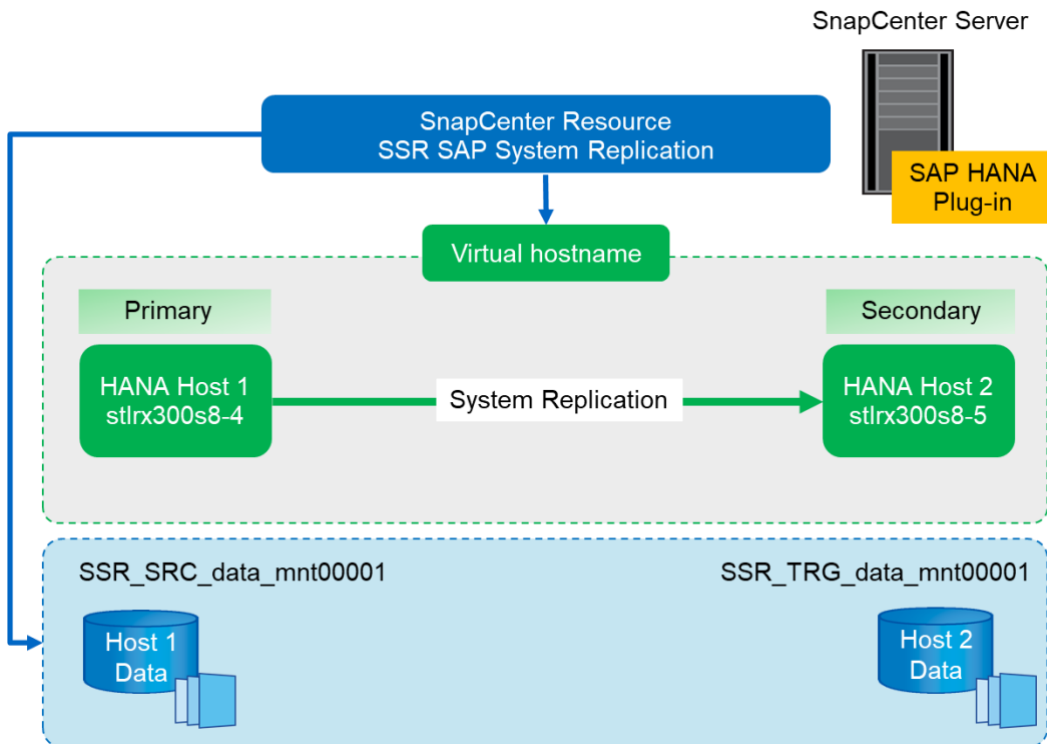 SnapCenter Server
SnapCenter Resource
SSR SAP System Replication
SAP HANA
Plug-in
Virtual hostname
Primary
Secondary
HANA Host 1
stlrx300s8-4
System Replication
HANA Host 2
stlrx300s8-5
SSR_SRC_data_mnt00001
SSR_TRG_data_mnt00001
Host 1
Data
Host 2
Data